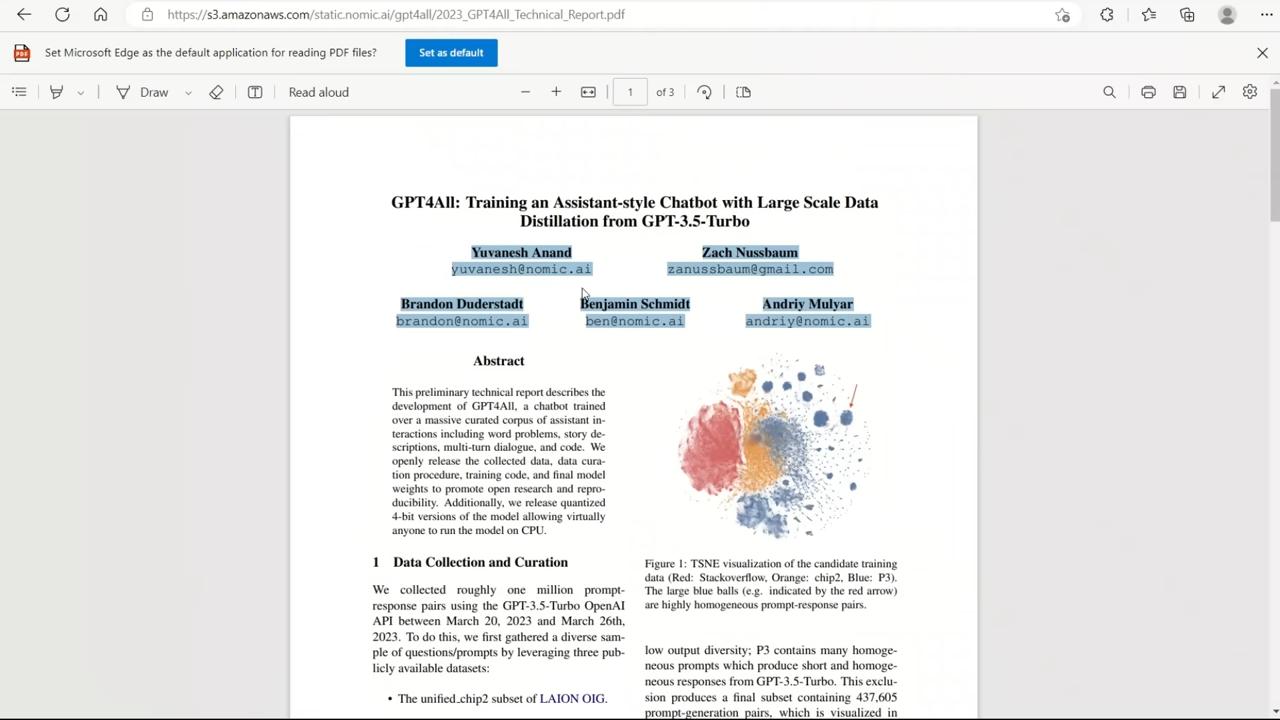 https://s3.amazonaws.com/static.nomic.ai/gpt4all/2023_GPT4All_Technical_Report.pdf
Set Microsoft Edge as the default application for reading PDF files?
Set as default
Draw
Read aloud
1 of 3
GPT4All: Training an Assistant-style Chatbot with Large Scale Data
Distillation from GPT-3.5-Turbo
Yuvanesh Anand
yuvanesh@nomic.ai
Zach Nussbaum
zanussbaum@gmail.com
Brandon Duderstadt
brandon@nomic.ai
Benjamin Schmidt
ben@nomic.ai
Andriy Mulyar
andriy@nomic.ai
Abstract
This preliminary technical report describes the
development of GPT4All, a chatbot trained
over a massive curated corpus of assistant in-
teractions including word problems, story de-
scriptions, multi-turn dialogue, and code. We
openly release the collected data, data cura-
tion procedure, training code, and final model
weights to promote open research and repro-
ducibility. Additionally, we release quantized
4-bit versions of the model allowing virtually
anyone to run the model on CPU.
1 Data Collection and Curation
We collected roughly one million prompt-
response pairs using the GPT-3.5-Turbo OpenAI
API between March 20, 2023 and March 26th,
2023. To do this, we first gathered a diverse sam-
ple of questions/prompts by leveraging three pub-
licly available datasets:
• The unified_chip2 subset of LAION OIG.
Figure 1: TSNE visualization of the candidate training
data (Red: Stackoverflow, Orange: chip2, Blue: P3).
The large blue balls (e.g. indicated by the red arrow)
are highly homogeneous prompt-response pairs.
low output diversity; P3 contains many homoge-
neous prompts which produce short and homoge-
neous responses from GPT-3.5-Turbo. This exclu-
sion produces a final subset containing 437,605
prompt-generation pairs, which is visualized in